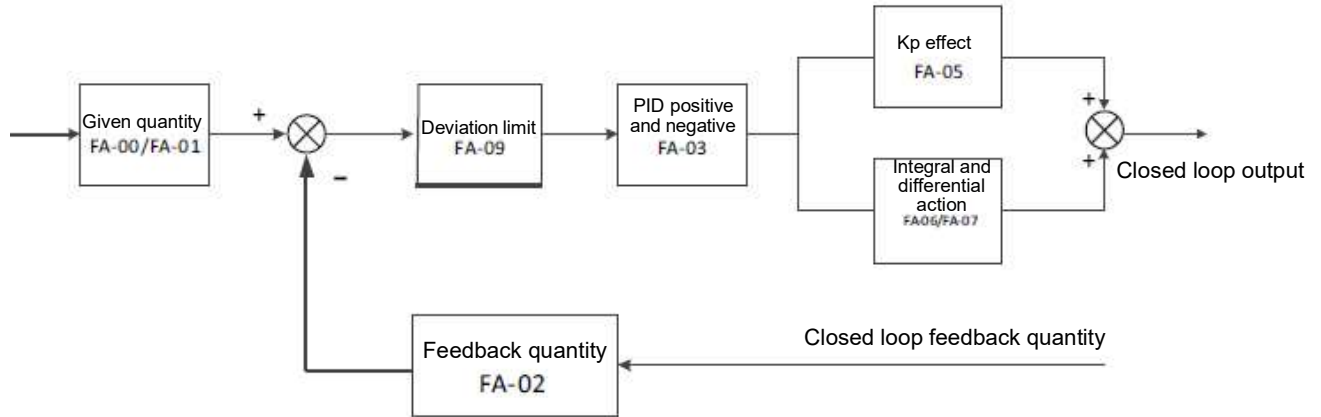 Kp effect
FA-05
Given quantity
FA-00/FA-01
+
−
Deviation limit
FA-09
PID positive
and negative
FA-03
+
+
Integral and
differential
action
FA06/FA-07
Closed loop output
Feedback quantity
FA-02
Closed loop feedback quantity